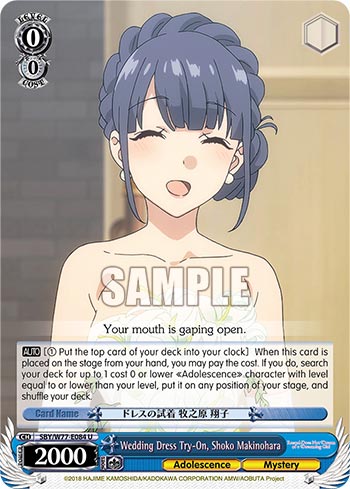 LEVEL
0
0
COST
SAMPLE
Your mouth is gaping open.
AUTO [① Put the top card of your deck into your clock] When this card
is placed on the stage from your hand, you may pay the cost. If you do, search
your deck for up to 1 cost 0 or lower «Adolescence» character with level
equal to or lower than your level, put it on any position of your stage, and
shuffle your deck.
Card Name
ドレスの試着 牧之原 翔子
CD SBY/W77-E084 U
Wedding Dress Try-On, Shoko Makinohara
POWER
2000
Adolescence
Mystery
©2018 HAJIME KAMOSHIDA/KADOKAWA CORPORATION AMW/AOBUTA Project